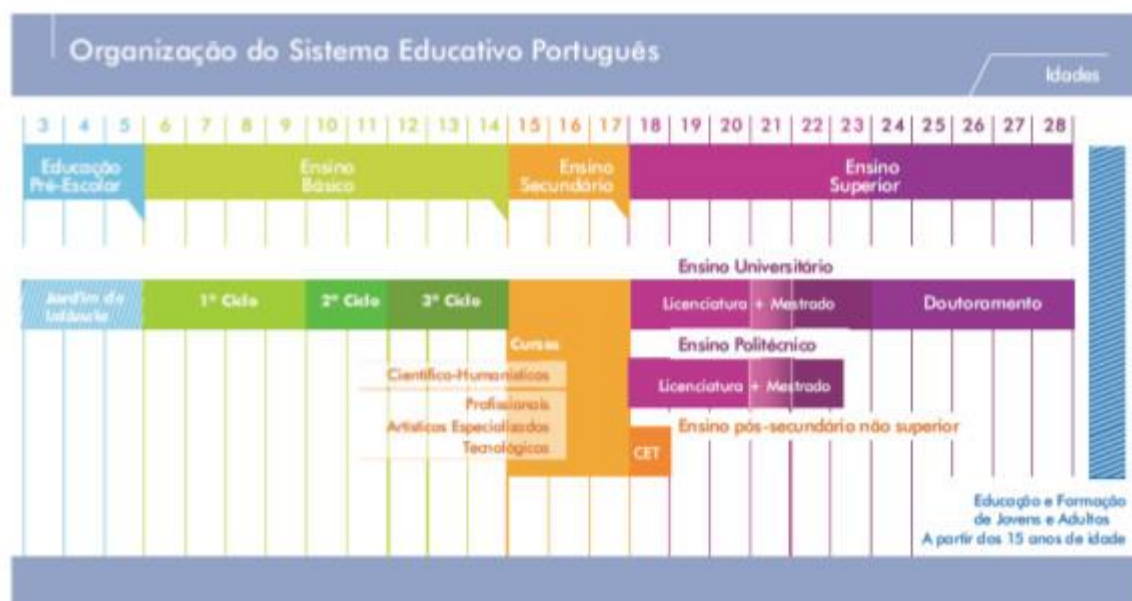 Organização do Sistema Educativo Português
Idades
3 4 5 6 7 8 9 10 11 12 13 14 15 16 17 18 19 20 21 22 23 24 25 26 27 28
Educação
Pré-Escolar
Ensino
Básico
Ensino
Secundário
Ensino
Superior
Ensino Universitário
Jardim de
Infância
1º Ciclo
2º Ciclo
3º Ciclo
Licenciatura + Mestrado
Doutoramento
Cursos
Ensino Politécnico
Científico-Humanísticos
Licenciatura + Mestrado
Profissionais
Artísticos Especializados
Tecnológicos
Ensino pós-secundário não superior
CET
Educação e Formação
de Jovens e Adultos
A partir dos 15 anos de idade